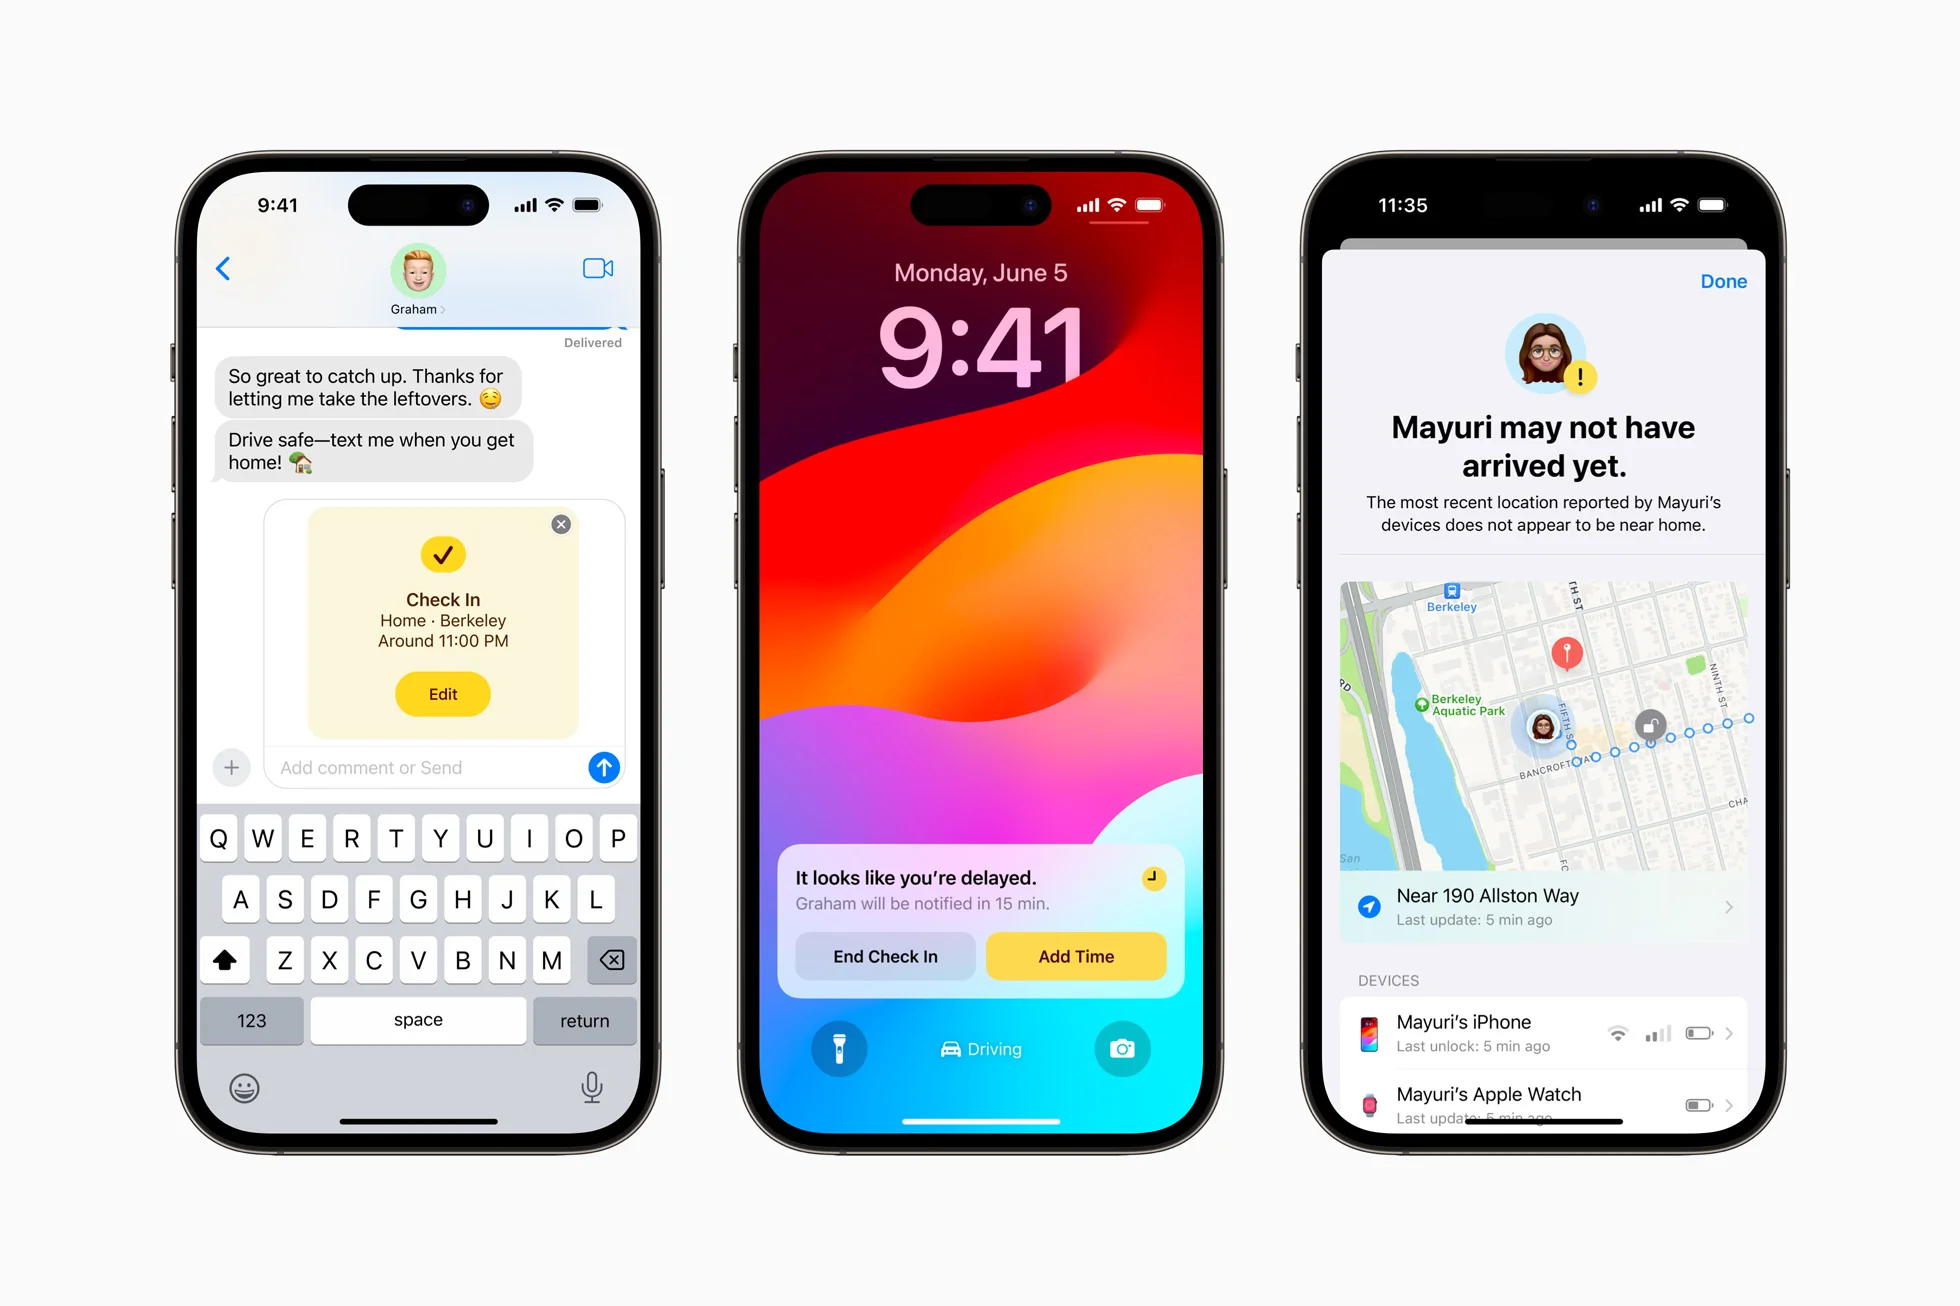 9:41
Graham
Delivered
So great to catch up. Thanks for
letting me take the leftovers. 🤤
Drive safe—text me when you get
home! 🏡
Check In
Home · Berkeley
Around 11:00 PM
Edit
Add comment or Send
Q W E R T Y U I O P
A S D F G H J K L
Z X C V B N M
123 space return
Monday, June 5
9:41
It looks like you’re delayed.
Graham will be notified in 15 min.
End Check In Add Time
Driving
11:35
Done
Mayuri may not have
arrived yet.
The most recent location reported by Mayuri’s
devices does not appear to be near home.
TH ST
Berkeley
RD
NINTH ST
Berkeley
Aquatic Park
FIFTH S
BANCROFT WAY
CHA
San
FO
Near 190 Allston Way
Last update: 5 min ago
DEVICES
Mayuri’s iPhone
Last unlock: 5 min ago
Mayuri’s Apple Watch
Last update: 5 min ago